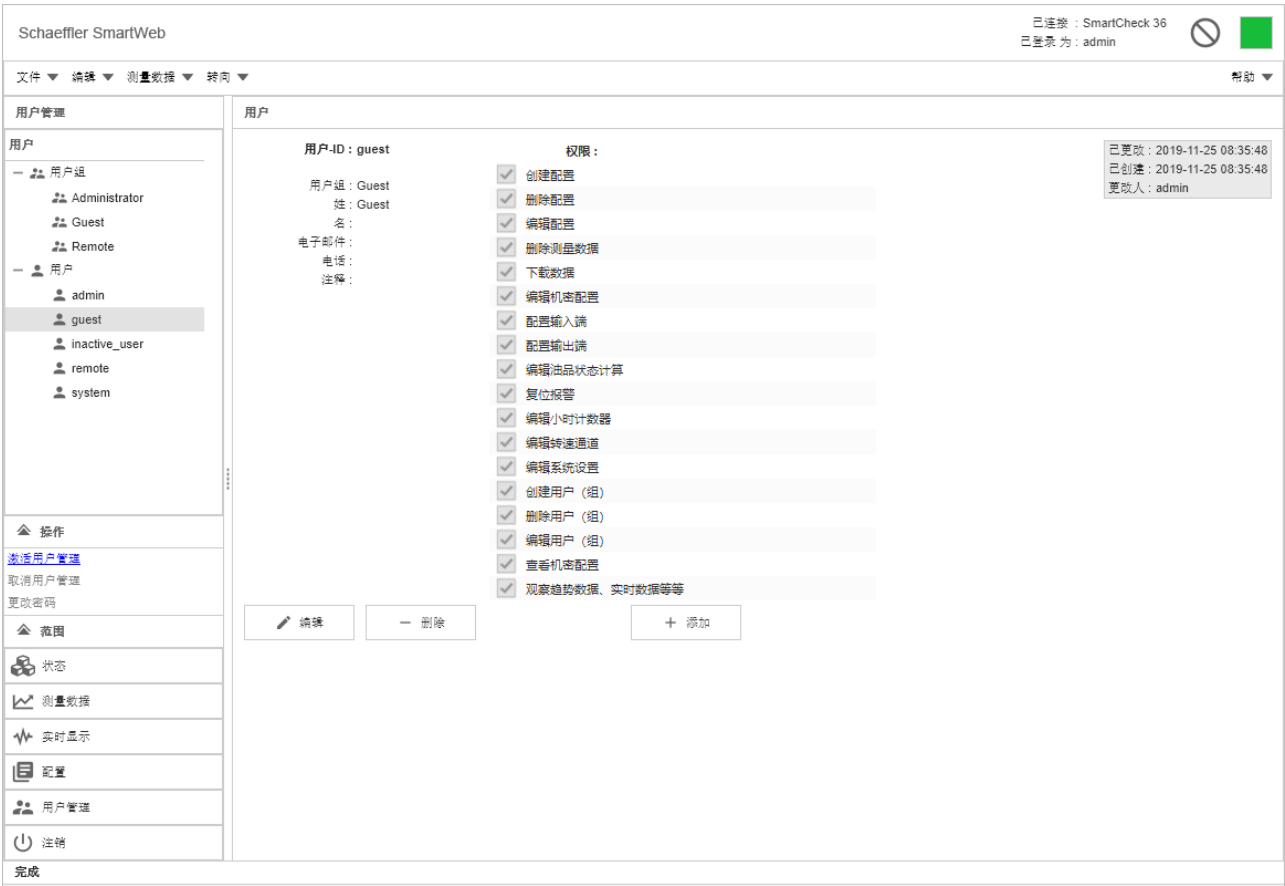 Schaeffler SmartWeb
已连接 : SmartCheck 36
已登录 为 : admin
文件 编辑 测量数据 转向 帮助
用户管理
用户
用户组
Administrator
Guest
Remote
用户
admin
guest
inactive_user
remote
system
操作
激活用户管理
取消用户管理
更改密码
范围
状态
测量数据
实时显示
配置
用户管理
注销
用户
用户-ID : guest
用户组 : Guest
姓 : Guest
名 :
电子邮件 :
电话 :
注释 :
权限 :
创建配置
删除配置
编辑配置
删除测量数据
下载数据
编辑机密配置
配置输入端
配置输出端
编辑油品状态计算
复位报警
编辑小时计数器
编辑转速通道
编辑系统设置
创建用户（组）
删除用户（组）
编辑用户（组）
查看机密配置
观察趋势数据、实时数据等等
已更改 : 2019-11-25 08:35:48
已创建 : 2019-11-25 08:35:48
更改人 : admin
编辑 删除 添加
完成